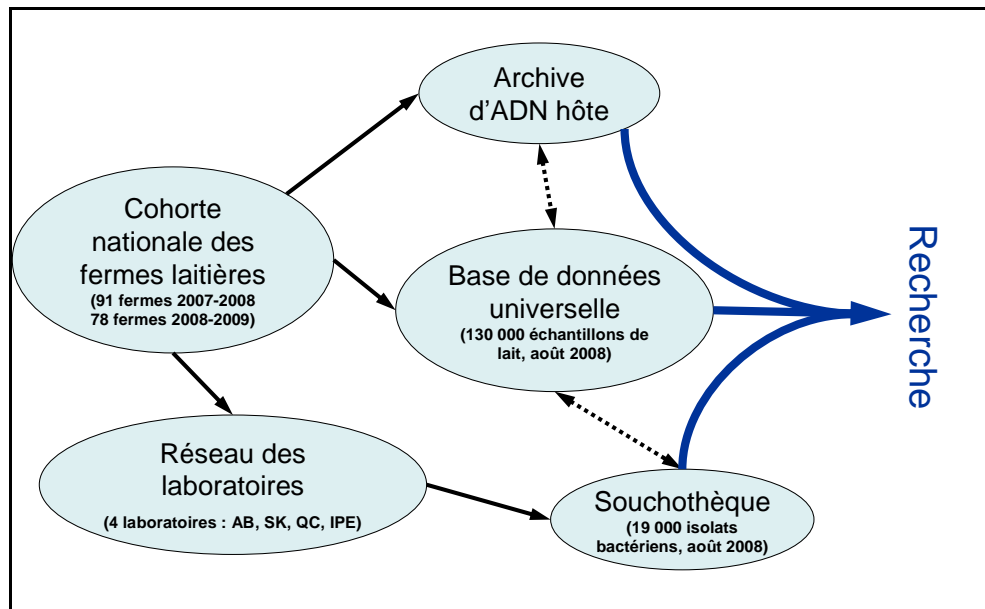 Archive
d’ADN hôte
Cohorte
nationale des
fermes laitières
(91 fermes 2007-2008
78 fermes 2008-2009)
Base de données
universelle
(130 000 échantillons de
lait, août 2008)
Réseau des
laboratoires
(4 laboratoires : AB, SK, QC, IPE)
Souchothèque
(19 000 isolats
bactériens, août 2008)
Recherche